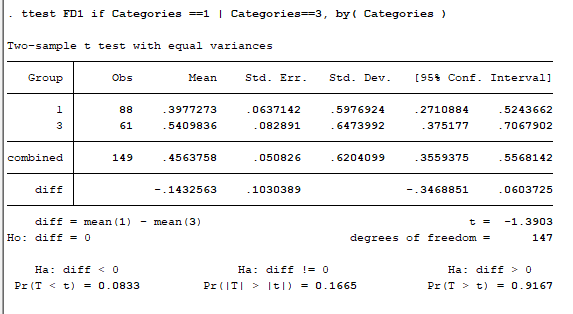 . ttest FD1 if Categories ==1 | Categories==3, by( Categories )
Two-sample t test with equal variances
Group Obs Mean Std. Err. Std. Dev. [95% Conf. Interval]
1 88 .3977273 .0637142 .5976924 .2710884 .5243662
3 61 .5409836 .082891 .6473992 .375177 .7067902
combined 149 .4563758 .050826 .6204099 .3559375 .5568142
diff -.1432563 .1030389 -.3468851 .0603725
diff = mean(1) - mean(3) t = -1.3903
Ho: diff = 0 degrees of freedom = 147
Ha: diff < 0 Ha: diff != 0 Ha: diff > 0
Pr(T < t) = 0.0833 Pr(|T| > |t|) = 0.1665 Pr(T > t) = 0.9167